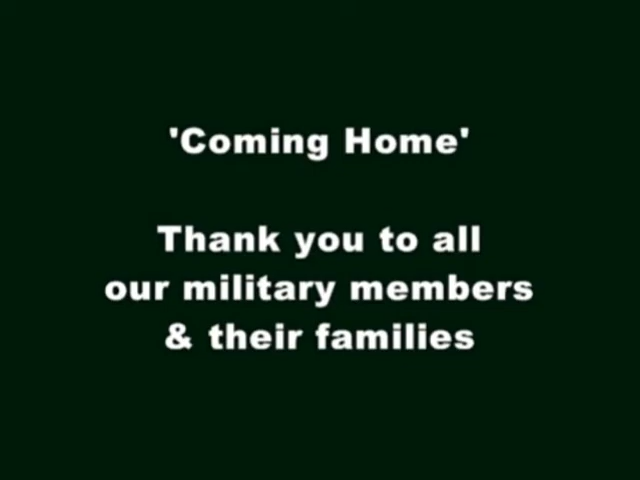 'Coming Home'
Thank you to all
our military members
& their families